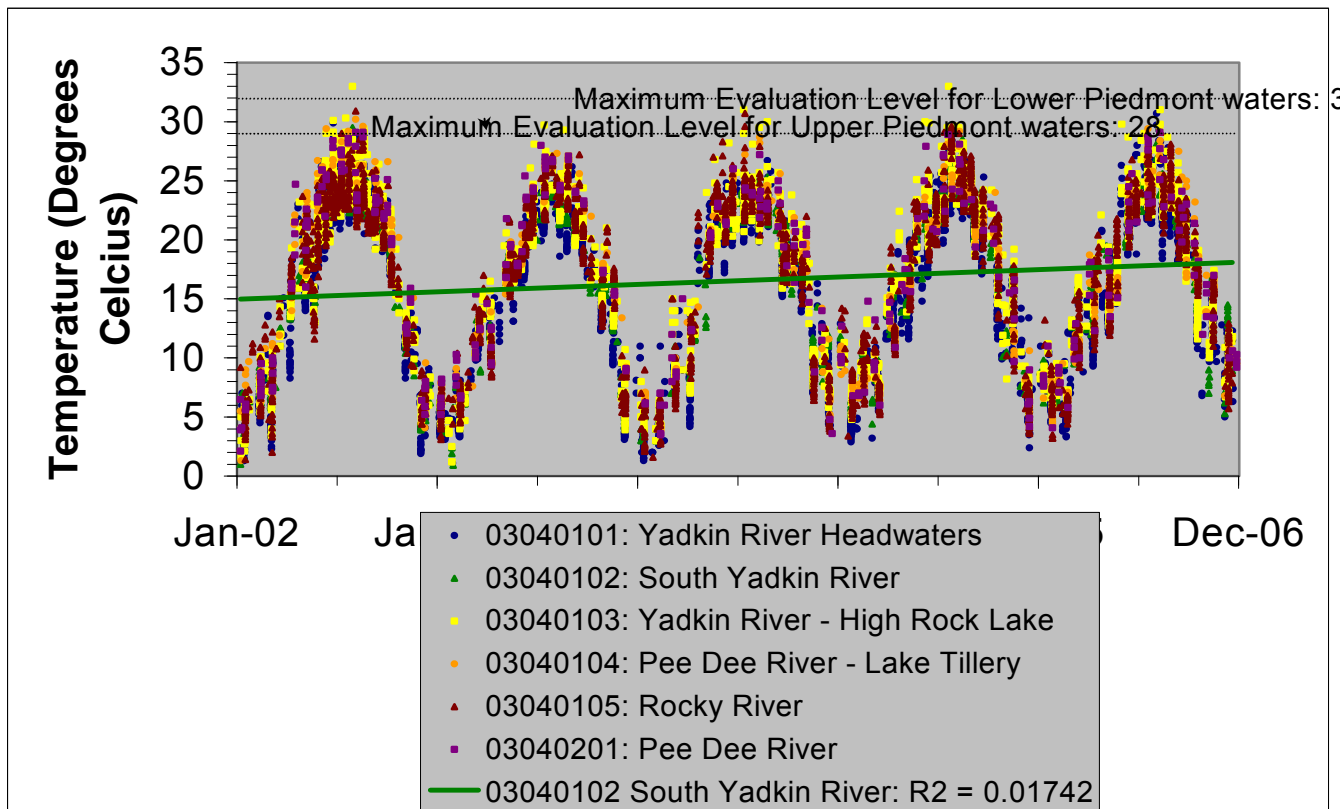 Temperature (Degrees
Celcius)
35
30
25
20
15
10
5
0
Maximum Evaluation Level for Lower Piedmont waters: 3
Maximum Evaluation Level for Upper Piedmont waters: 28
Jan-02
Ja
Dec-06
03040101: Yadkin River Headwaters
03040102: South Yadkin River
03040103: Yadkin River - High Rock Lake
03040104: Pee Dee River - Lake Tillery
03040105: Rocky River
03040201: Pee Dee River
03040102 South Yadkin River: R2 = 0.01742